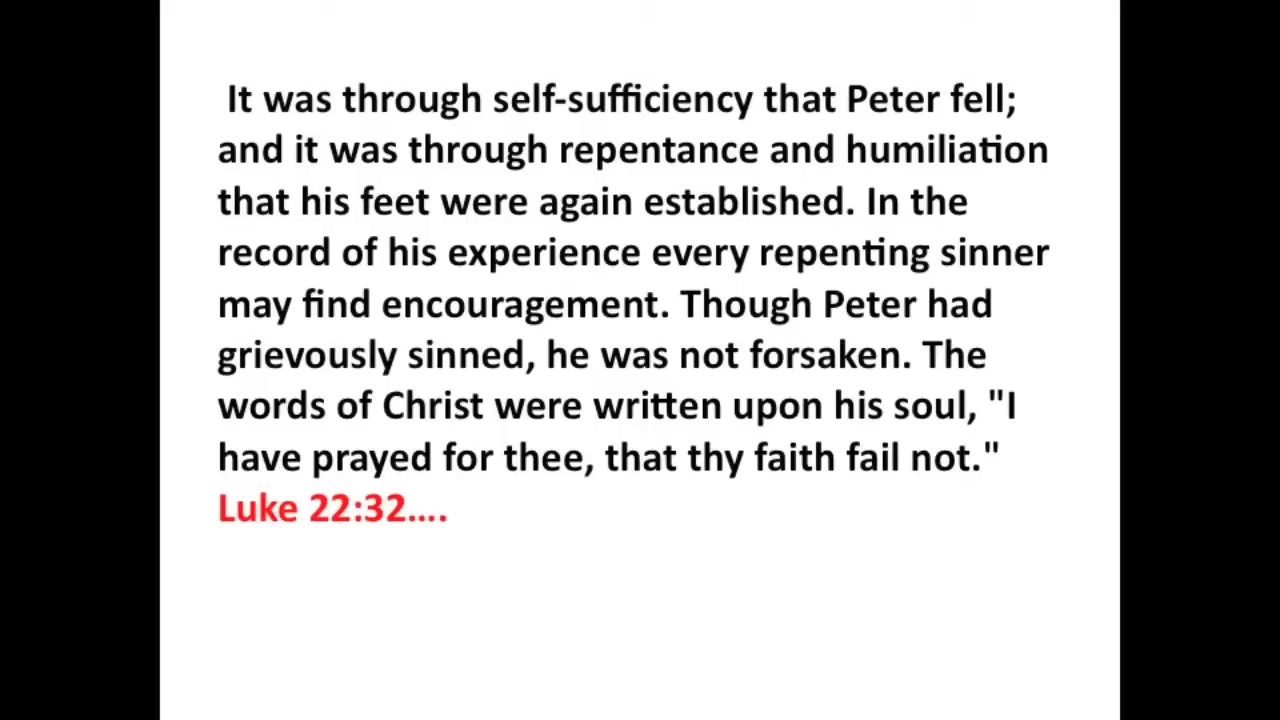 It was through self-sufficiency that Peter fell;
and it was through repentance and humiliation
that his feet were again established. In the
record of his experience every repenting sinner
may find encouragement. Though Peter had
grievously sinned, he was not forsaken. The
words of Christ were written upon his soul, "I
have prayed for thee, that thy faith fail not."
Luke 22:32....